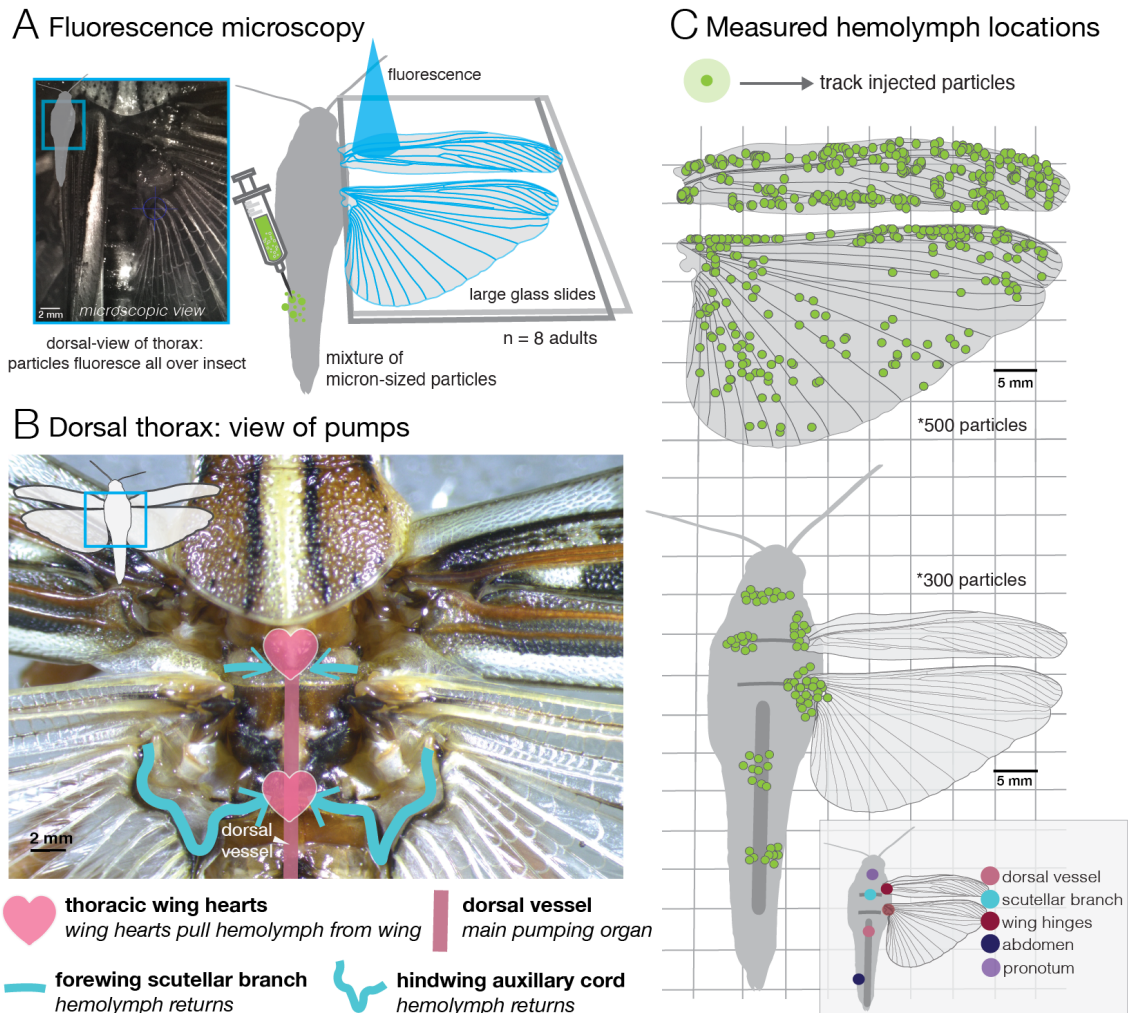 A Fluorescence microscopy
fluorescence
microscopic view
2 mm
dorsal-view of thorax:
particles fluoresce all over insect
large glass slides
n = 8 adults
mixture of
micron-sized particles
B Dorsal thorax: view of pumps
dorsal
vessel
2 mm
thoracic wing hearts
wing hearts pull hemolymph from wing
dorsal vessel
main pumping organ
forewing scutellar branch
hemolymph returns
hindwing auxillary cord
hemolymph returns
C Measured hemolymph locations
track injected particles
5 mm
*500 particles
*300 particles
5 mm
dorsal vessel
scutellar branch
wing hinges
abdomen
pronotum